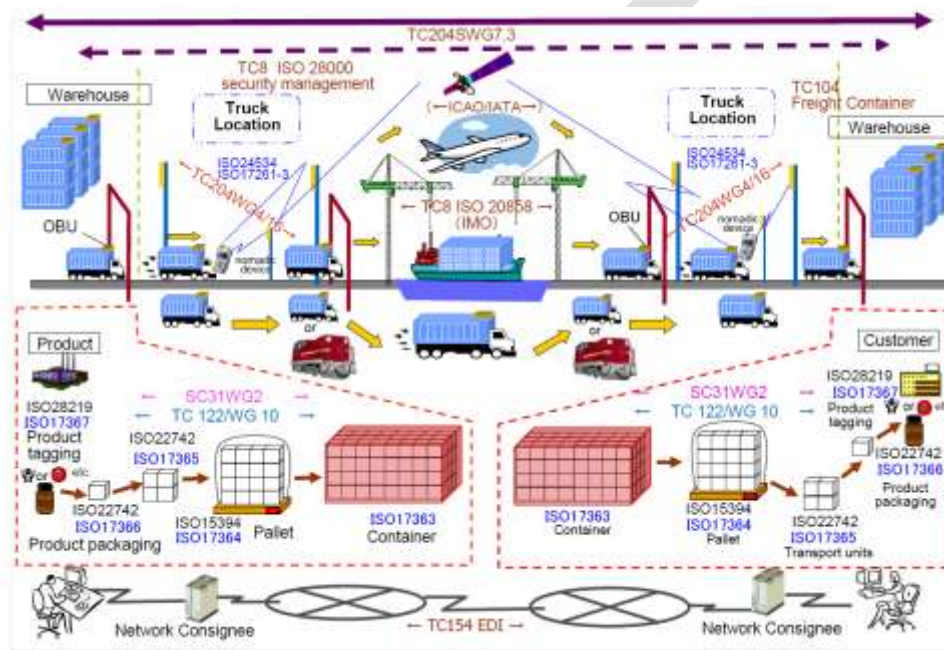 TC204SWG7.3
TC8 ISO 28000
security management
Warehouse
Truck
Location
(←ICAO/IATA→)
Truck
Location
TC104
Freight Container
Warehouse
ISO24534
ISO17261-3
TC204WG4/16
ISO24534
ISO17261-3
TC204WG4/16
TC8 ISO 20858
(IMO)
OBU
nomadic
device
OBU
nomadic
device
or
or
Product
Customer
SC31WG2
TC 122/WG 10
SC31WG2
TC 122/WG 10
ISO28219
ISO17367
Product
tagging
ISO28219
ISO17367
Product
tagging
ISO22742
ISO17365
or etc.
or et
ISO22742
ISO17366
Product packaging
ISO15394
ISO17364
Pallet
ISO17363
Container
ISO17363
Container
ISO15394
ISO17364
Pallet
ISO22742
ISO17365
Transport units
ISO22742
ISO17366
Product
packaging
Network Consignee
← TC154 EDI →
Network Consignee